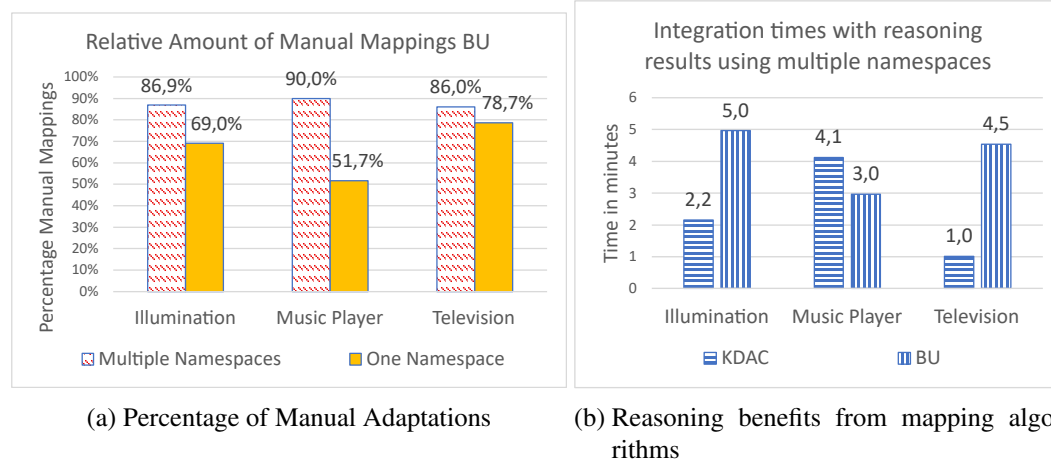 Relative Amount of Manual Mappings BU
Percentage Manual Mappings
100%
90%
80%
70%
60%
50%
40%
30%
20%
10%
0%
86,9%
69,0%
90,0%
51,7%
86,0%
78,7%
Illumination
Music Player
Television
Multiple Namespaces
One Namespace
(a) Percentage of Manual Adaptations
Integration times with reasoning
results using multiple namespaces
Time in minutes
6
5
4
3
2
1
0
2,2
5,0
4,1
3,0
1,0
4,5
Illumination
Music Player
Television
KDAC
BU
(b) Reasoning benefits from mapping algo
rithms